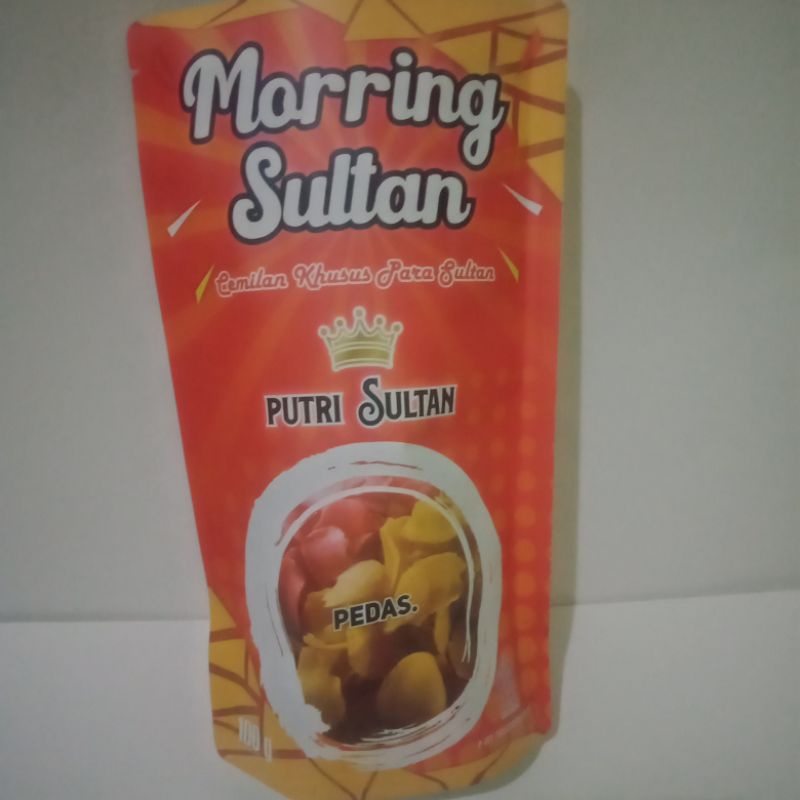 Morring
Sultan
Cemilan Khusus Para Sultan
PUTRI SULTAN
PEDAS.
100 g